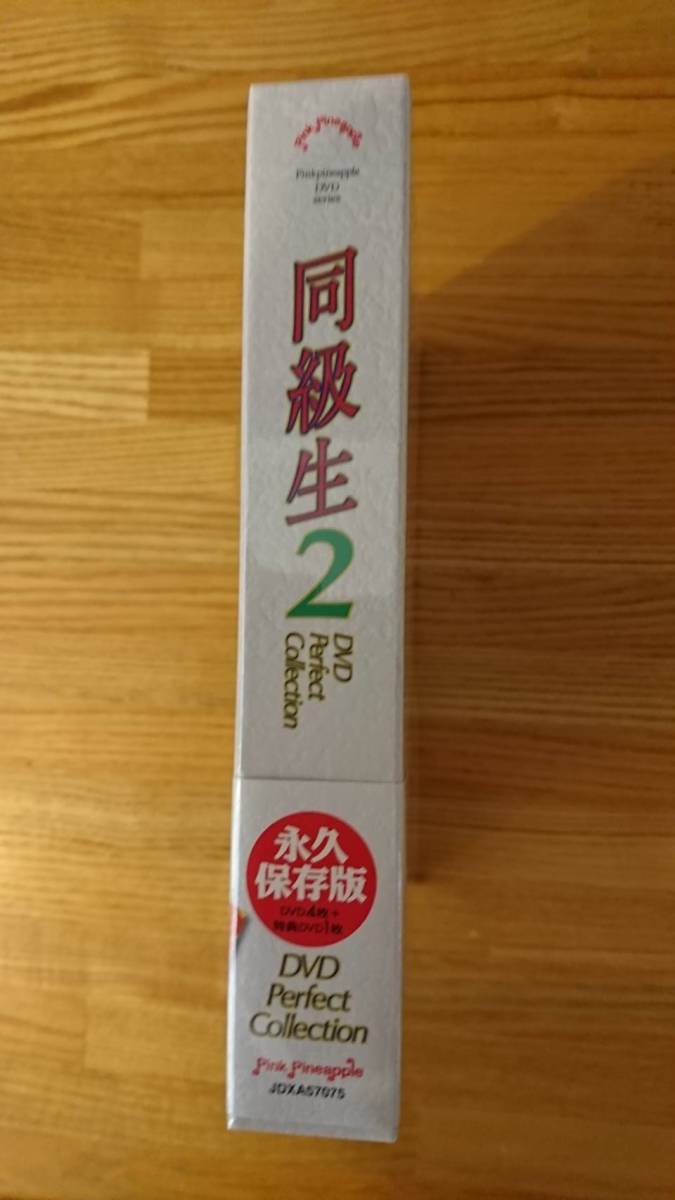 Pink Pineapple
Pinkpineapple
DVD
series
同級生2
DVD
Perfect
Collection
永久
保存版
DVD4枚+
特典DVD1枚
DVD
Perfect
Collection
Pink Pineapple
JDXA57075